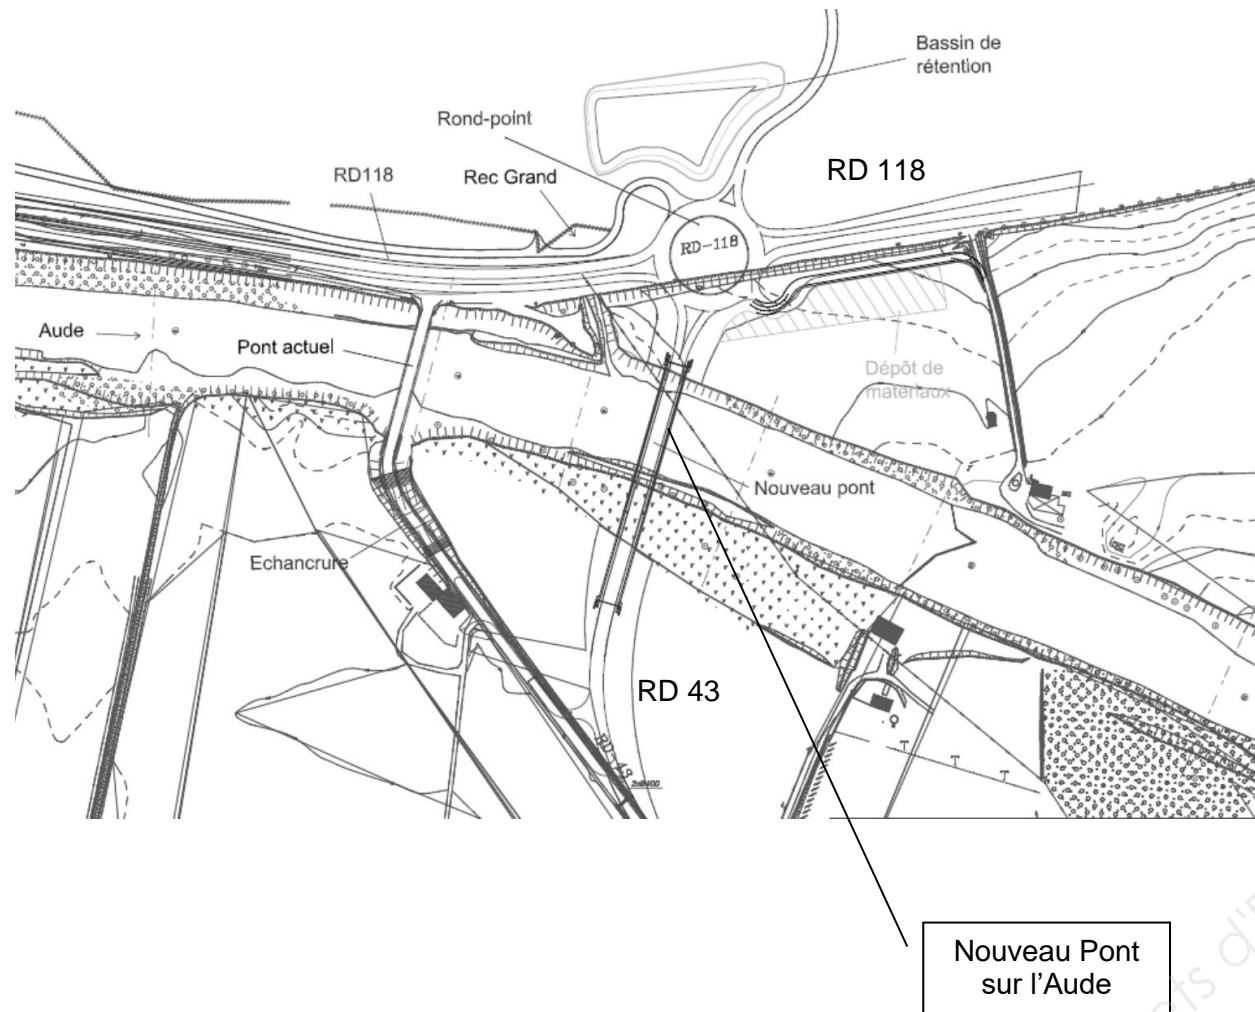 Bassin de
rétention
Rond-point
RD118
Rec Grand
RD 118
RD-118
Aude
Pont actuel
Dépôt de
matériaux
Nouveau pont
Echancrure
RD 43
RD-43
Nouveau Pont
sur l'Aude